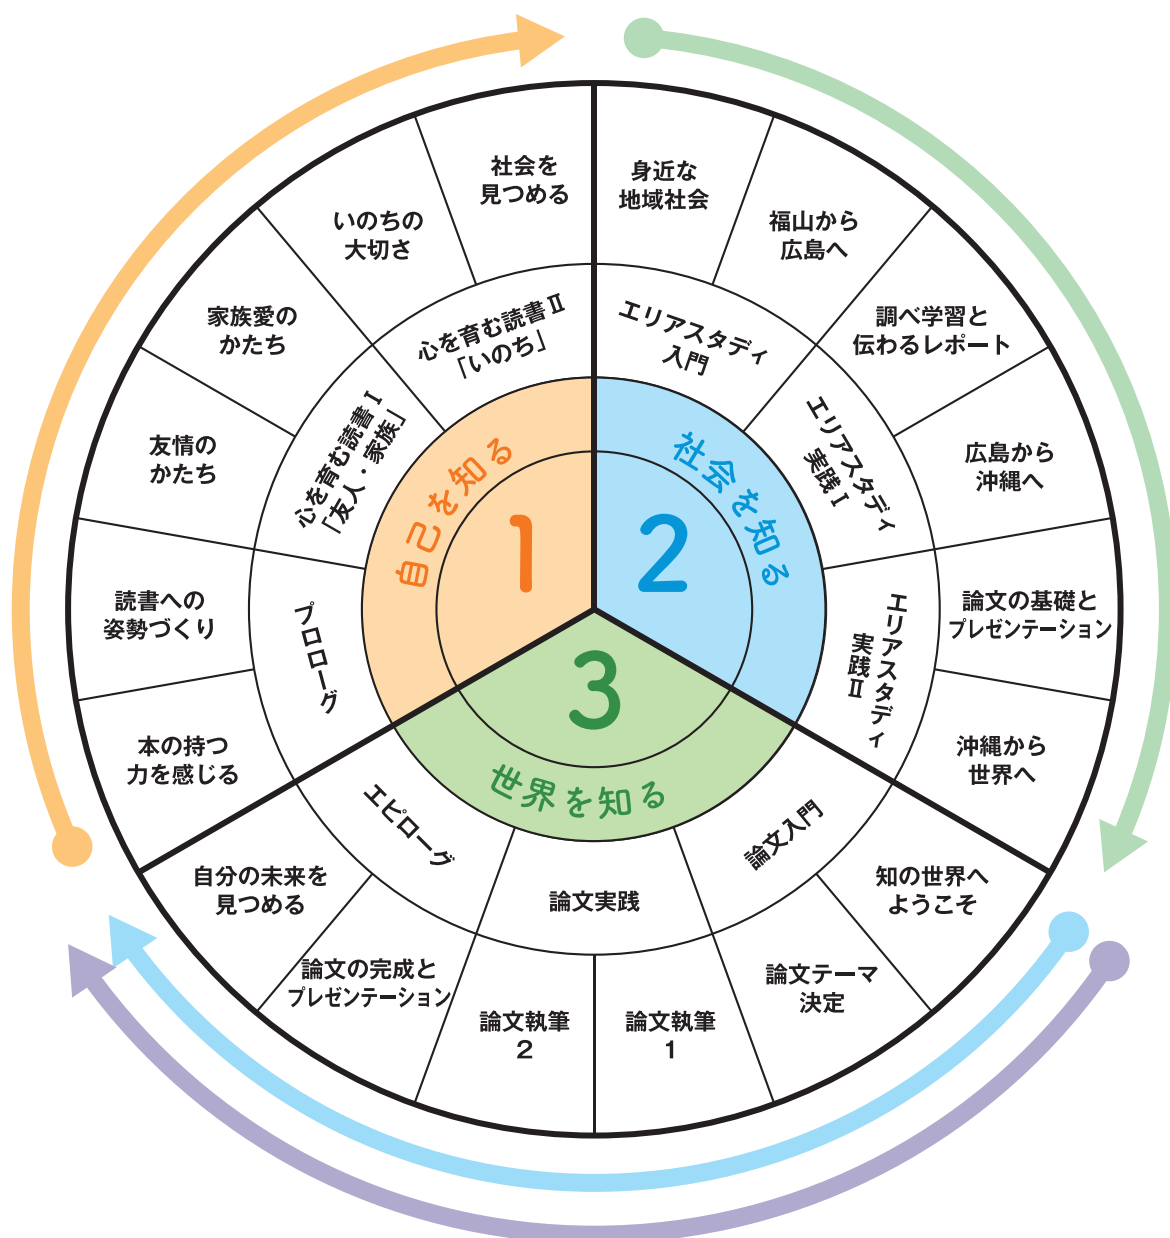 1
自己を知る
プロローグ
本の持つ
力を感じる
読書への
姿勢づくり
心を育む読書Ⅰ
「友人・家族」
友情の
かたち
家族愛の
かたち
心を育む読書Ⅱ
「いのち」
いのちの
大切さ
社会を
見つめる
2
社会を知る
エリアスタディ
入門
身近な
地域社会
福山から
広島へ
エリアスタディ
実践Ⅰ
調べ学習と
伝わるレポート
広島から
沖縄へ
エリアスタディ
実践Ⅱ
論文の基礎と
プレゼンテーション
沖縄から
世界へ
3
世界を知る
論文入門
知の世界へ
ようこそ
論文テーマ
決定
論文実践
論文執筆
1
論文執筆
2
エピローグ
論文の完成と
プレゼンテーション
自分の未来を
見つめる